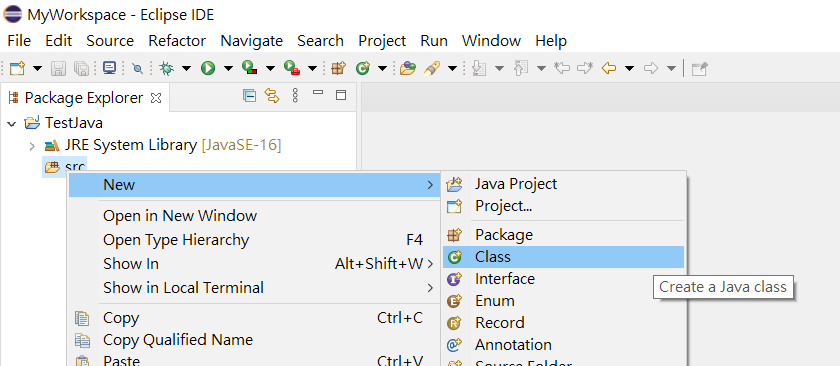 MyWorkspace - Eclipse IDE
File Edit Source Refactor Navigate Search Project Run Window Help
Package Explorer
TestJava
JRE System Library [JavaSE-16]
src
New
Open in New Window
Open Type Hierarchy F4
Show In Alt+Shift+W
Show in Local Terminal
Copy Ctrl+C
Copy Qualified Name
Paste Ctrl+V
Java Project
Project...
Package
Class
Interface
Enum
Record
Annotation
Source Folder
Create a Java class